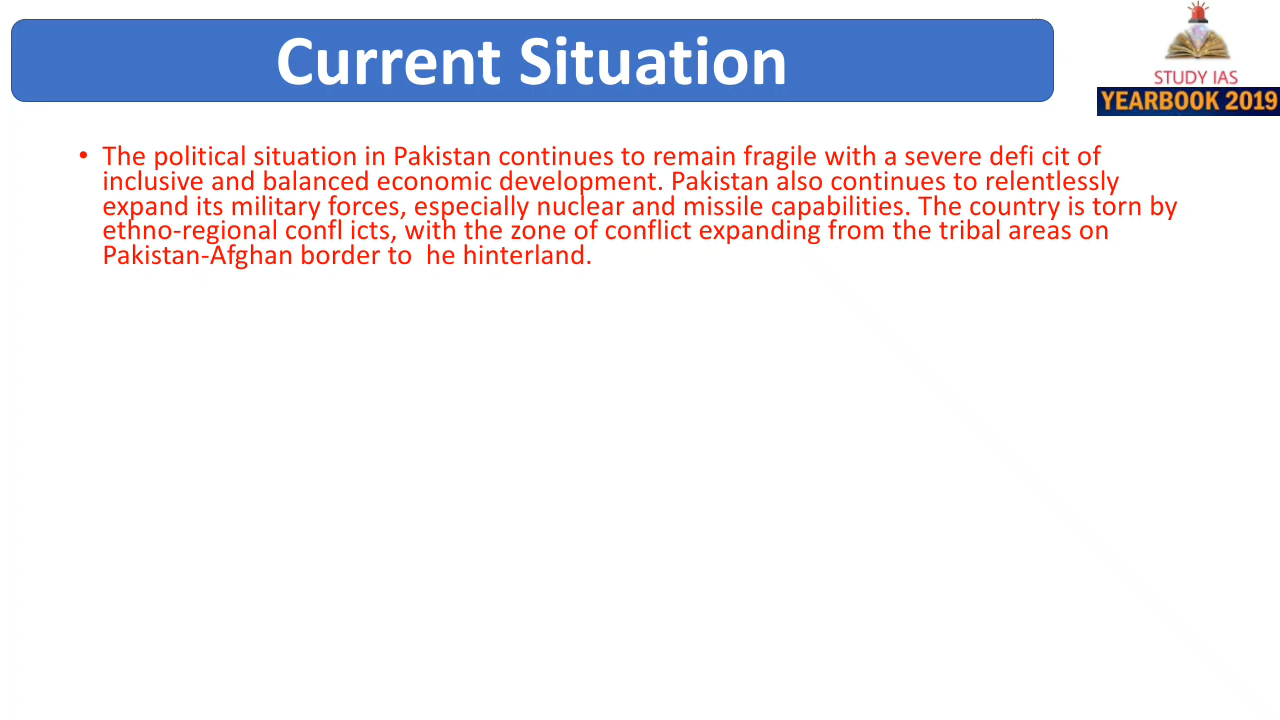 Current Situation
STUDY IAS
YEARBOOK 2019
• The political situation in Pakistan continues to remain fragile with a severe defi cit of
inclusive and balanced economic development. Pakistan also continues to relentlessly
expand its military forces, especially nuclear and missile capabilities. The country is torn by
ethno-regional confl icts, with the zone of conflict expanding from the tribal areas on
Pakistan-Afghan border to  he hinterland.